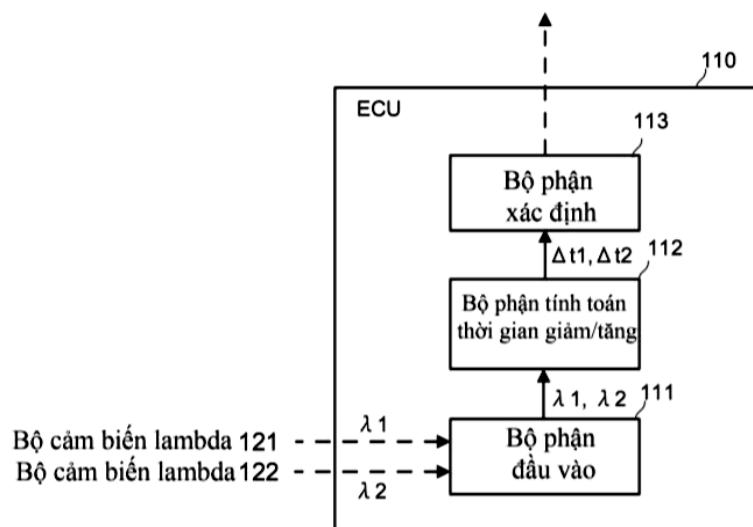 110
ECU
113
Bộ phận
xác định
Δt1, Δt2
112
Bộ phận tính toán
thời gian giảm/tăng
λ1, λ2
111
Bộ cảm biến lambda 121
λ1
Bộ phận
đầu vào
Bộ cảm biến lambda 122
λ2